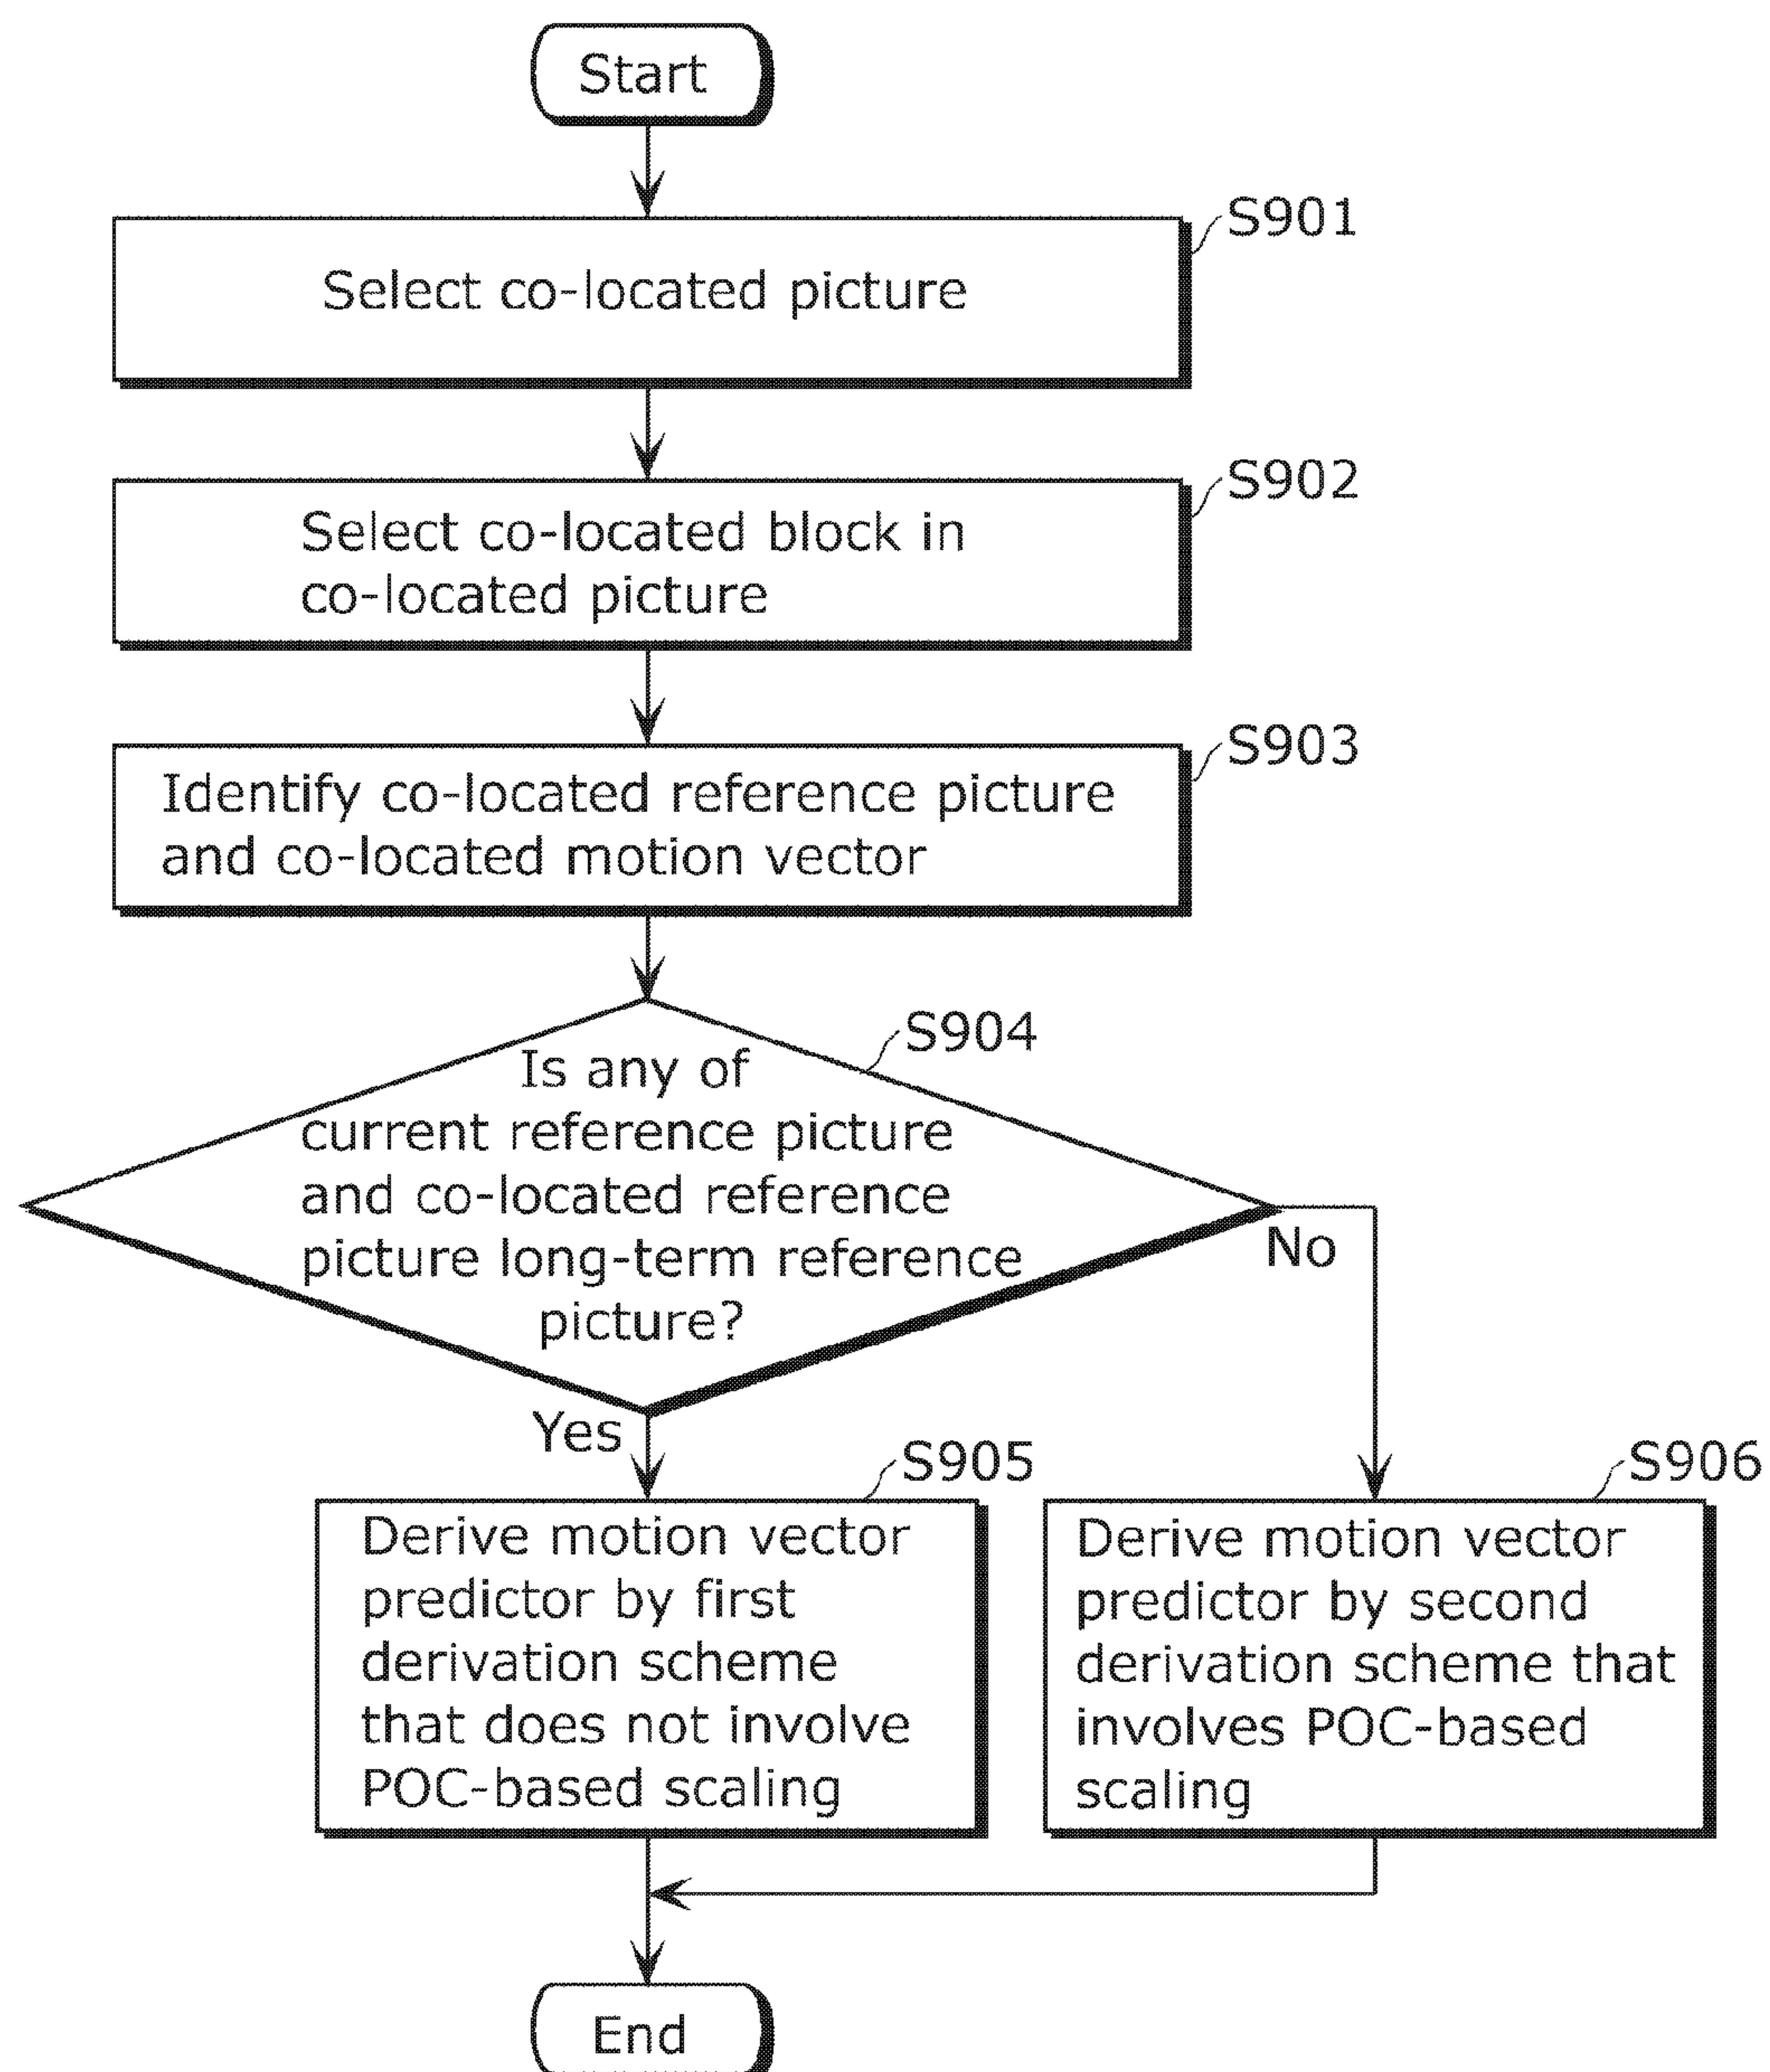 Start
S901
Select co-located picture
S902
Select co-located block in
co-located picture
S903
Identify co-located reference picture
and co-located motion vector
S904
Is any of
current reference picture
and co-located reference
picture long-term reference
picture?
No
Yes
S905
Derive motion vector
predictor by first
derivation scheme
that does not involve
POC-based scaling
S906
Derive motion vector
predictor by second
derivation scheme that
involves POC-based
scaling
End